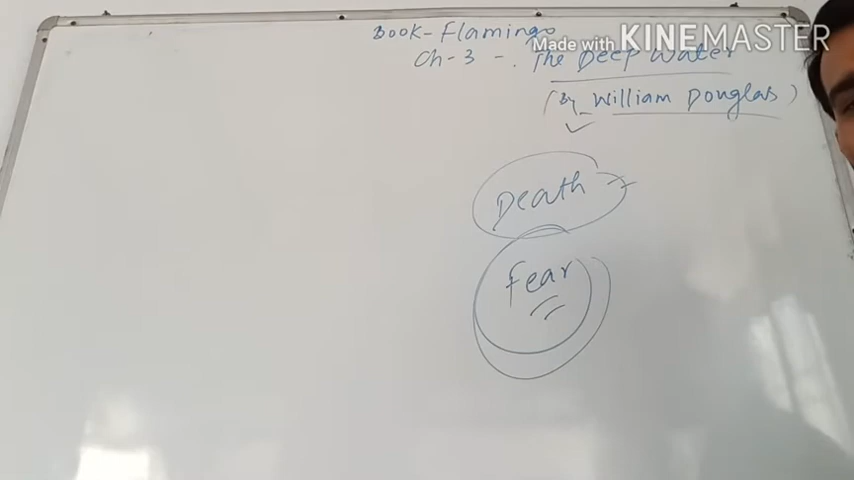 Book - Flamingo
Made with KINEMASTER
Ch-3 - . The Deep Water
(By William Douglas)
Death
fear